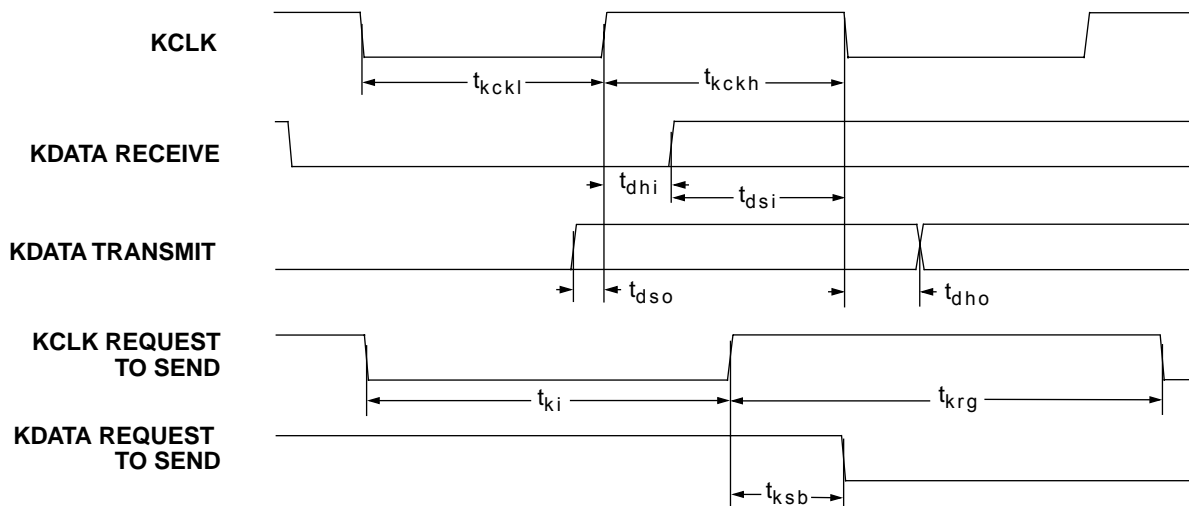 KCLK
tkckl
tkckh
KDATA RECEIVE
tdhi
tdsi
KDATA TRANSMIT
tdso
tdho
KCLK REQUEST
TO SEND
tki
tkrg
KDATA REQUEST
TO SEND
tksb